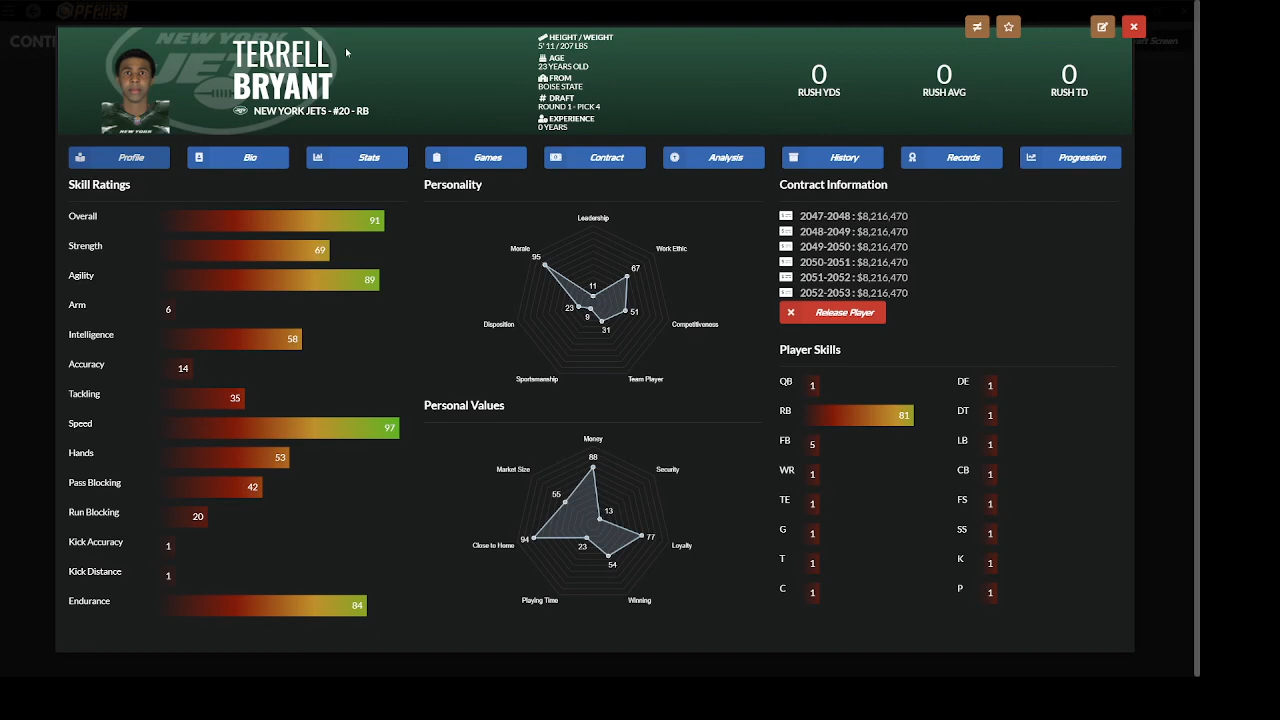 PF2023
NEW YORK
JETS
TERRELL
BRYANT
NEW YORK JETS - #20 - RB
NEW YORK
HEIGHT / WEIGHT
5' 11 / 207 LBS
AGE
23 YEARS OLD
FROM
BOISE STATE
DRAFT
ROUND 1 - PICK 4
EXPERIENCE
0 YEARS
0
RUSH YDS
0
RUSH AVG
0
RUSH TD
Profile
Bio
Stats
Games
Contract
Analysis
History
Records
Progression
Skill Ratings
Overall 91
Strength 69
Agility 89
Arm 6
Intelligence 58
Accuracy 14
Tackling 35
Speed 97
Hands 53
Pass Blocking 42
Run Blocking 20
Kick Accuracy 1
Kick Distance 1
Endurance 84
Personality
Leadership
Morale
Work Ethic
95
67
11
23
51
9
31
Disposition
Competitiveness
Sportsmanship
Team Player
Personal Values
Money
88
Market Size
Security
55
13
94
77
23
54
Close to Home
Loyalty
Playing Time
Winning
Contract Information
2047-2048 : $8,216,470
2048-2049 : $8,216,470
2049-2050 : $8,216,470
2050-2051 : $8,216,470
2051-2052 : $8,216,470
2052-2053 : $8,216,470
Release Player
Player Skills
QB 1
DE 1
RB 81
DT 1
FB 5
LB 1
WR 1
CB 1
TE 1
FS 1
G 1
SS 1
T 1
K 1
C 1
P 1